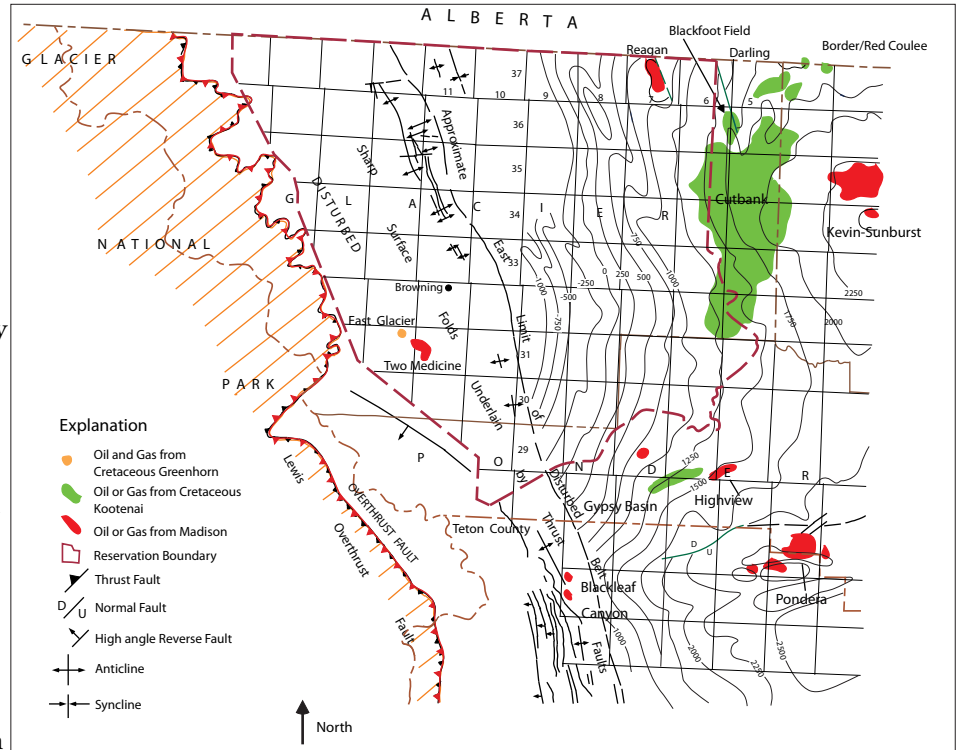 ALBERTA
GLACIER
NATIONAL
PARK
Blackfoot Field
Reagan
Darling
Border/Red Coulee
37
11
10
9
8
7
6
5
36
35
34
33
31
30
29
Approximate
East
Limit
of
Disturbed
Belt
Sharp
Surface
Folds
Underlain
by
Thrust
Faults
DISTURBED
GLACIER
Cutbank
Kevin-Sunburst
750
-1000
-750
-500
-250
0
250
500
1000
2250
1750
2000
Browning
East Glacier
Two Medicine
PONDER
1250
1500
Gypsy Basin
Highview
Teton County
D
U
Blackleaf
Canyon
Pondera
1000
2000
2250
2500
Lewis
Overthrust
Fault
OVERTHRUST FAULT
Explanation
Oil and Gas from
Cretaceous Greenhorn
Oil or Gas from Cretaceous
Kootenai
Oil or Gas from Madison
Reservation Boundary
Thrust Fault
D
U
Normal Fault
High angle Reverse Fault
Anticline
Syncline
North
y